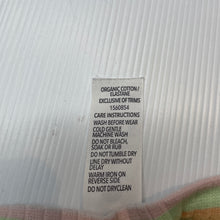 ORGANIC COTTON/
ELASTANE
EXCLUSIVE OF TRIMS
1560854
CARE INSTRUCTIONS
WASH BEFORE WEAR
COLD GENTLE
MACHINE WASH
DO NOT BLEACH,
SOAK OR RUB
DO NOT TUMBLE DRY
LINE DRY WITHOUT
DELAY
WARM IRON ON
REVERSE SIDE
DO NOT DRYCLEAN